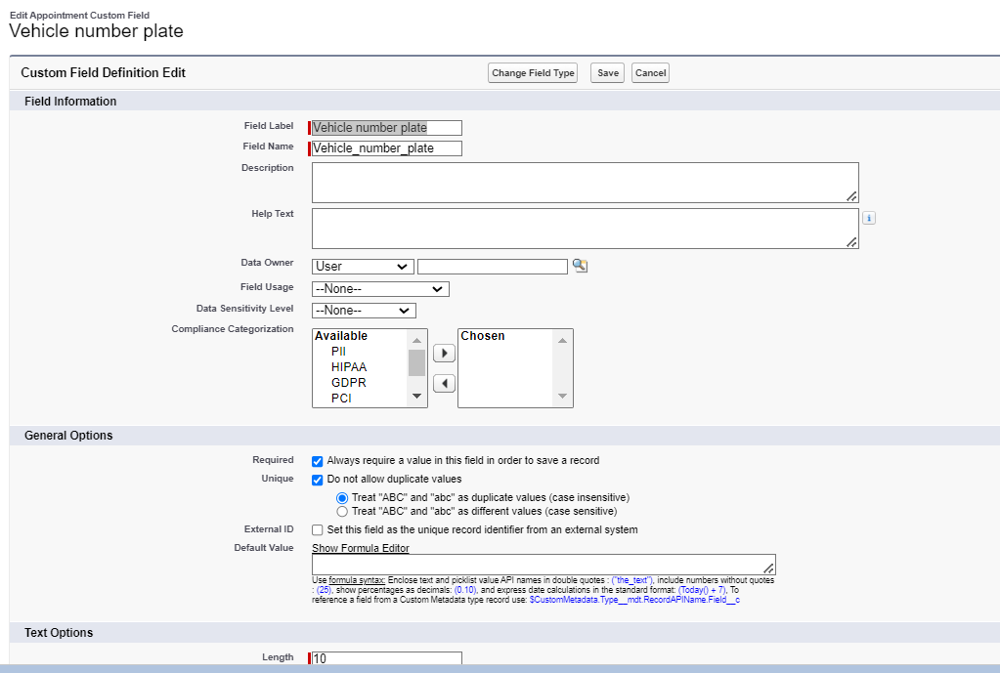 Edit Appointment Custom Field
Vehicle number plate
Custom Field Definition Edit
Change Field Type
Save
Cancel
Field Information
Field Label
Vehicle number plate
Field Name
Vehicle_number_plate
Description
Help Text
i
Data Owner
User
Field Usage
--None--
Data Sensitivity Level
--None--
Compliance Categorization
Available
PII
HIPAA
GDPR
PCI
Chosen
General Options
Required
Always require a value in this field in order to save a record
Unique
Do not allow duplicate values
Treat "ABC" and "abc" as duplicate values (case insensitive)
Treat "ABC" and "abc" as different values (case sensitive)
External ID
Set this field as the unique record identifier from an external system
Default Value
Show Formula Editor
Use formula syntax: Enclose text and picklist value API names in double quotes : ("the_text"), include numbers without quotes
: (25), show percentages as decimals: (0.10), and express date calculations in the standard format: (Today() + 7), To
reference a field from a Custom Metadata type record use: $CustomMetadata.Type__mdt.RecordAPIName.Field__c
Text Options
Length
10